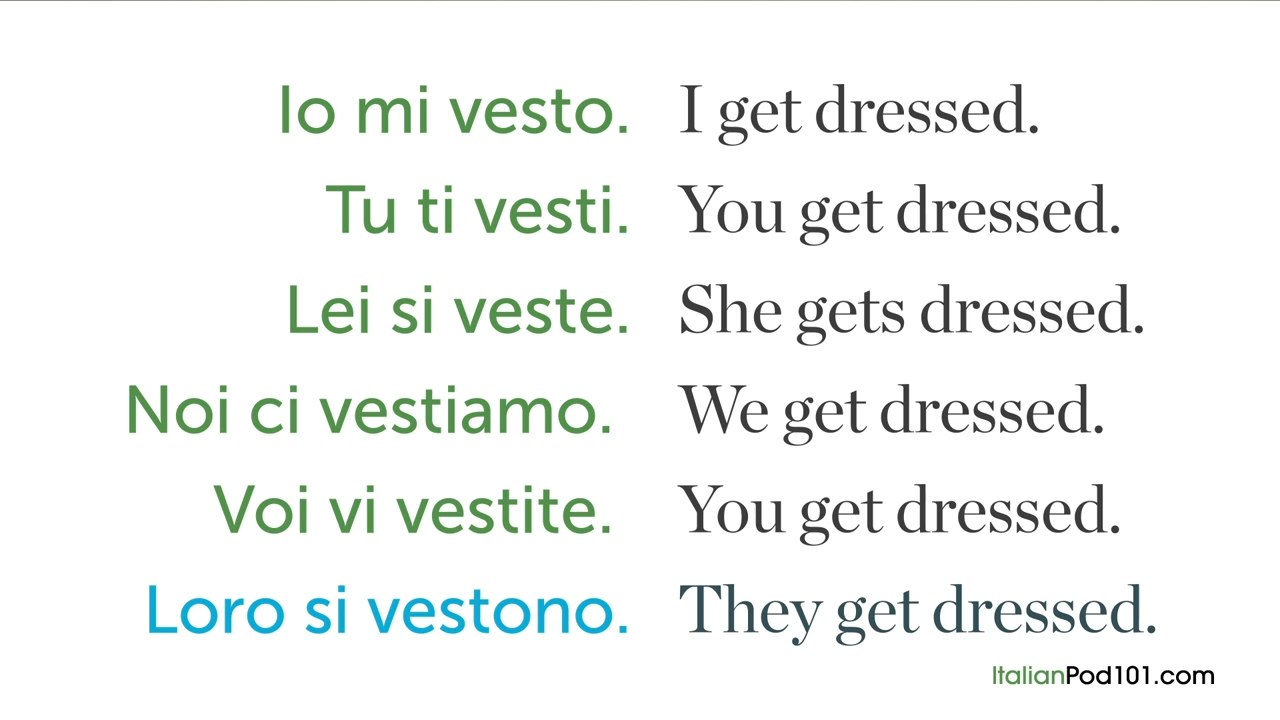 Io mi vesto. I get dressed.
Tu ti vesti. You get dressed.
Lei si veste. She gets dressed.
Noi ci vestiamo. We get dressed.
Voi vi vestite. You get dressed.
Loro si vestono. They get dressed.
ItalianPod101.com